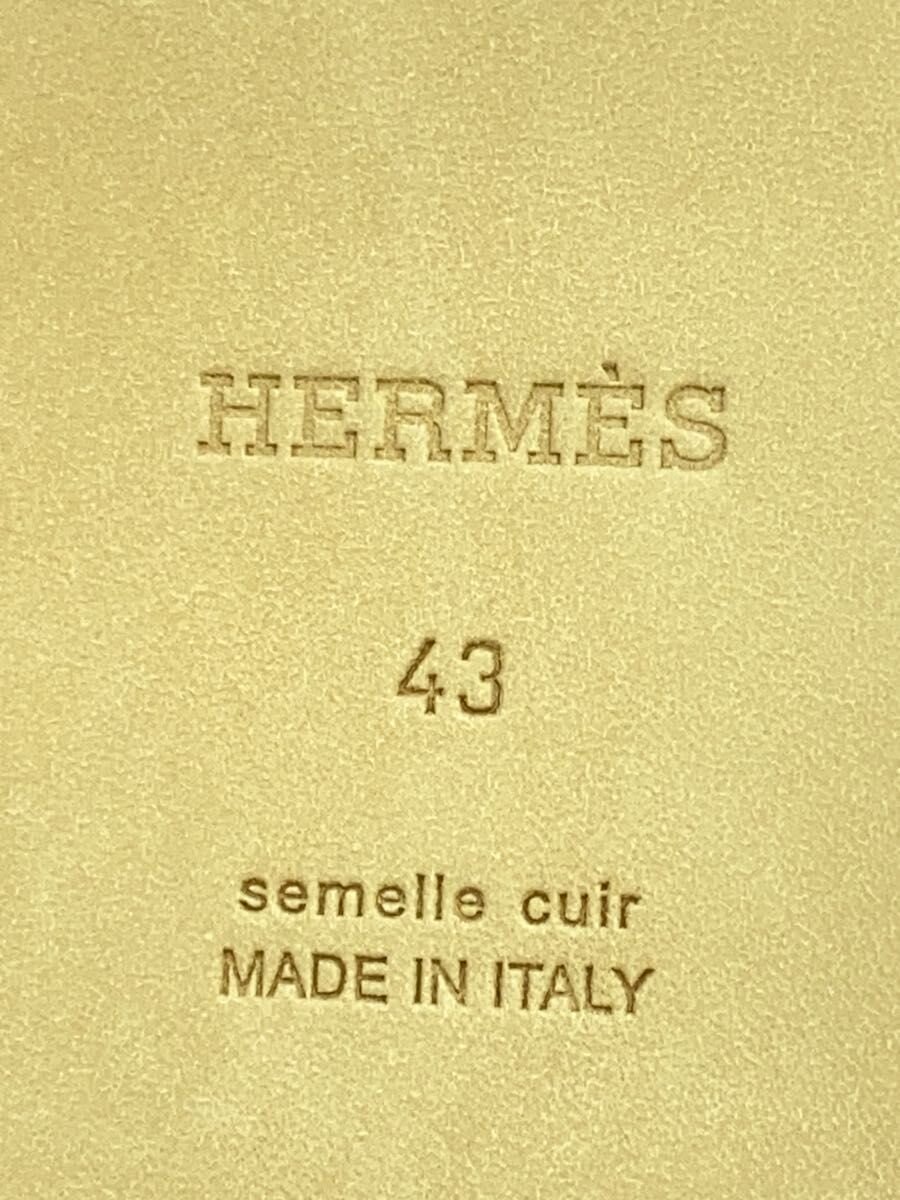 HERMÈS
43
semelle cuir
MADE IN ITALY